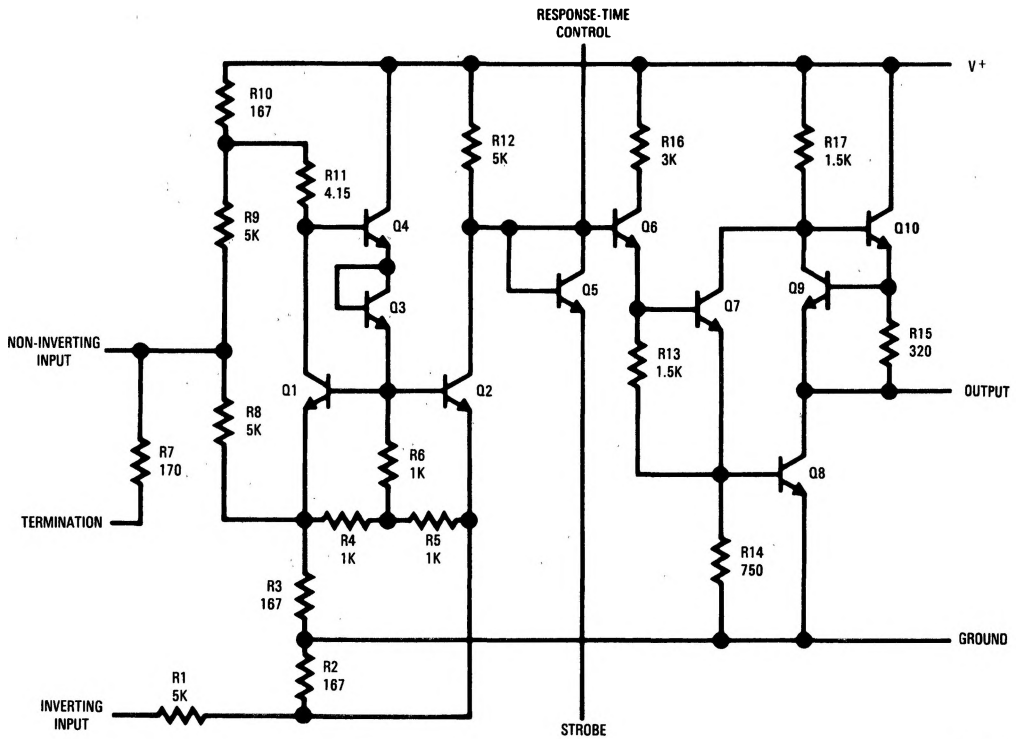 RESPONSE-TIME
CONTROL
V+
R10
167
R12
5K
R16
3K
R17
1.5K
R11
4.15
R9
5K
Q4
Q6
Q10
Q3
Q5
Q7
Q9
NON-INVERTING
INPUT
R13
1.5K
R15
320
Q1
Q2
OUTPUT
R8
5K
R7
170
R6
1K
Q8
TERMINATION
R4
1K
R5
1K
R14
750
R3
167
GROUND
R2
167
R1
5K
INVERTING
INPUT
STROBE